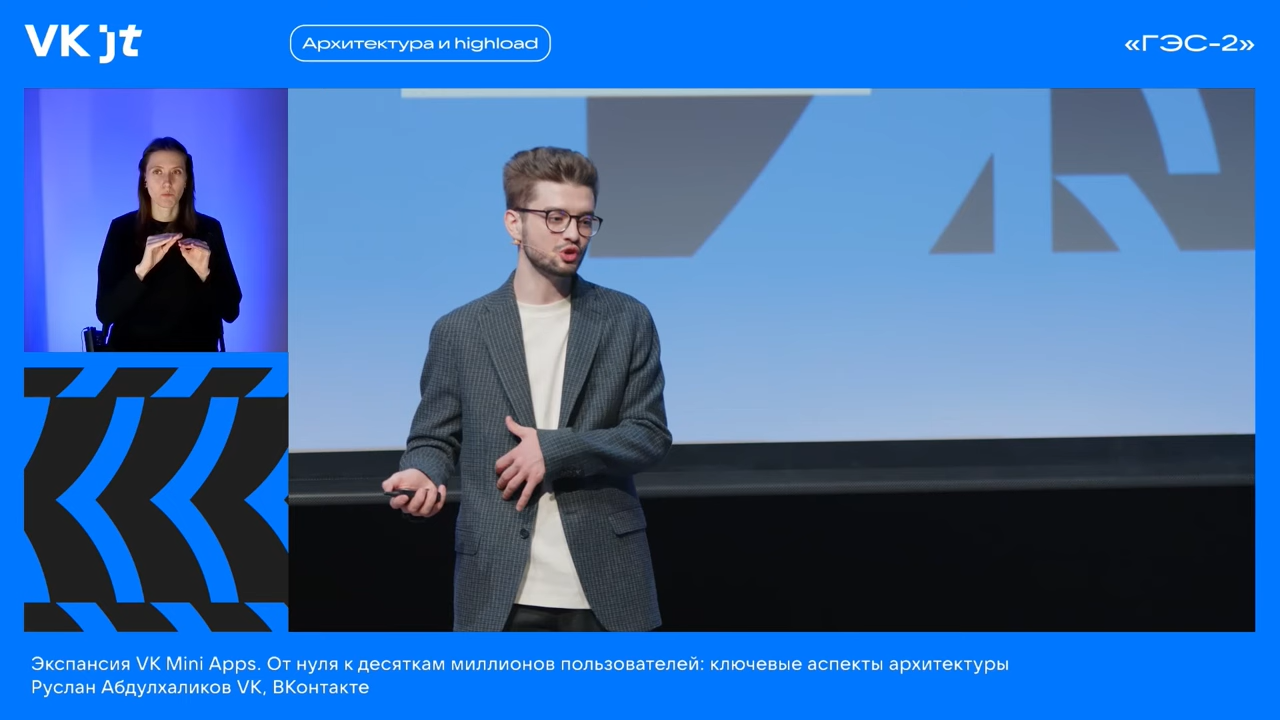 VK jt
Архитектура и highload
«ГЭС-2»
Экспансия VK Mini Apps. От нуля к десяткам миллионов пользователей: ключевые аспекты архитектуры
Руслан Абдулхаликов VK, ВКонтакте